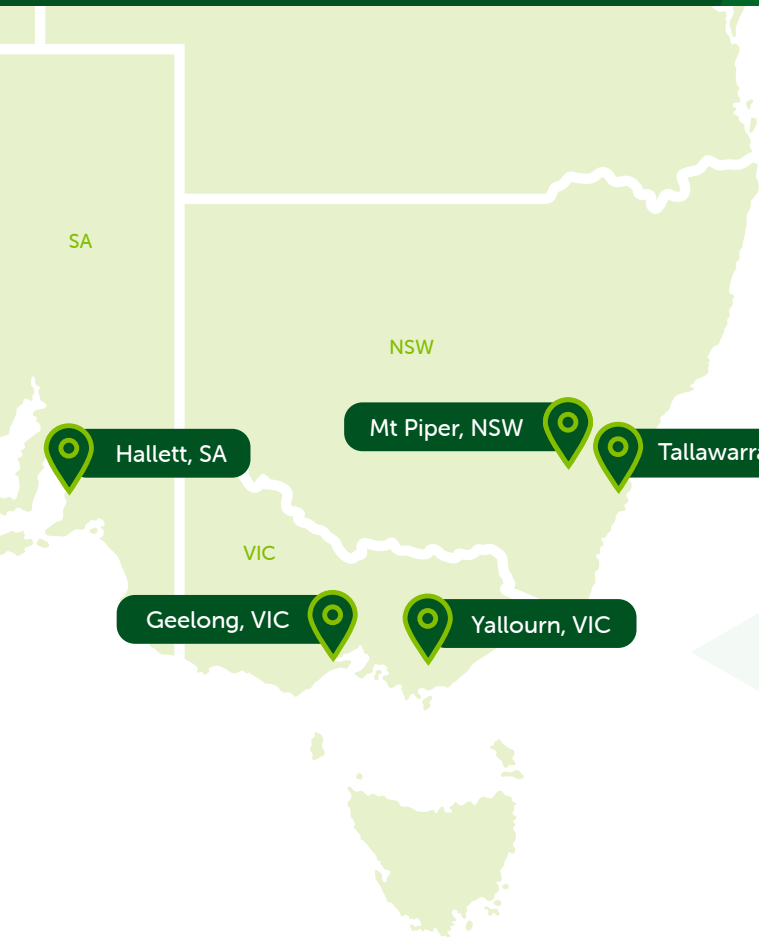 SA
NSW
Mt Piper, NSW
Hallett, SA
Tallawarra
VIC
Geelong, VIC
Yallourn, VIC